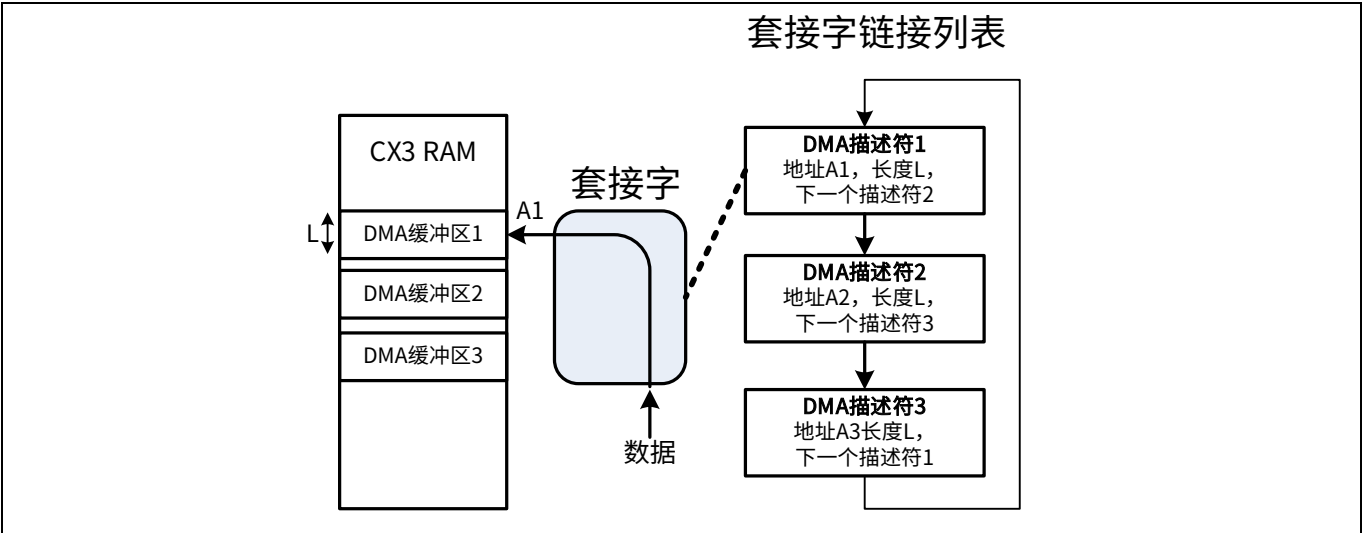 套接字链接列表
CX3 RAM
L
DMA缓冲区1
DMA缓冲区2
DMA缓冲区3
A1
套接字
数据
DMA描述符1
地址A1，长度L，
下一个描述符2
DMA描述符2
地址A2，长度L，
下一个描述符3
DMA描述符3
地址A3长度L，
下一个描述符1